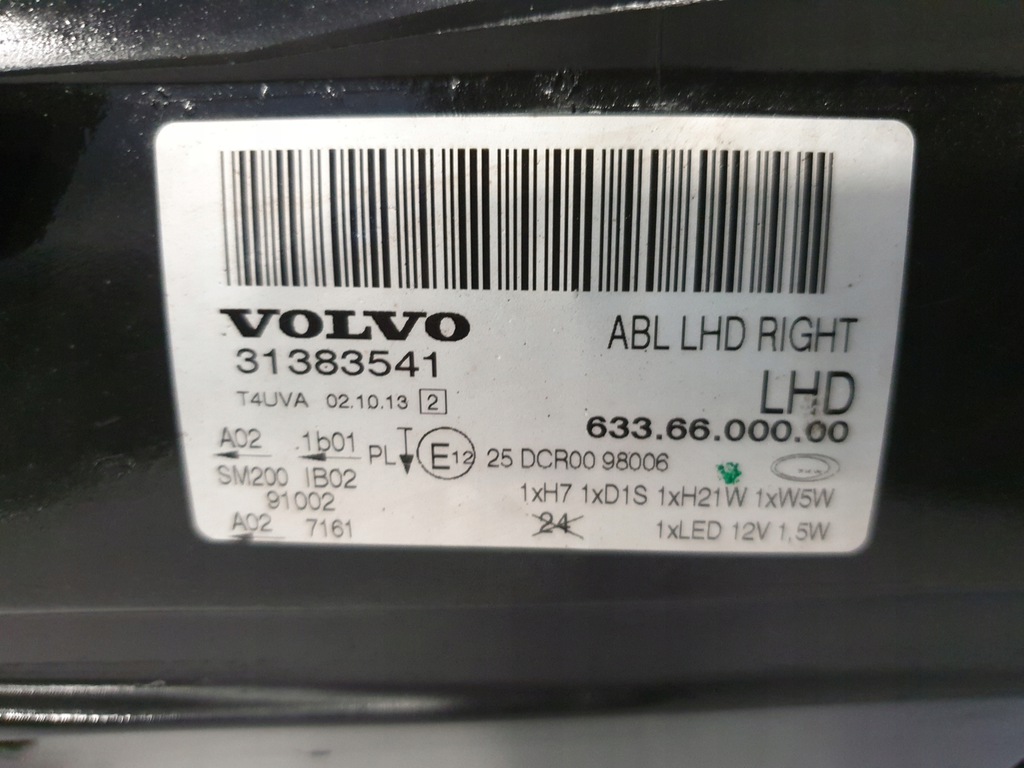 VOLVO
31383541
ABL LHD RIGHT
LHD
T4UVA 02.10.13 2
633.66.000.00
A02 .1b01 PL E12 25 DCR00 98006
SM200 IB02
91002
1xH7 1xD1S 1xH21W 1xW5W
A02 7161
24 1xLED 12V 1,5W